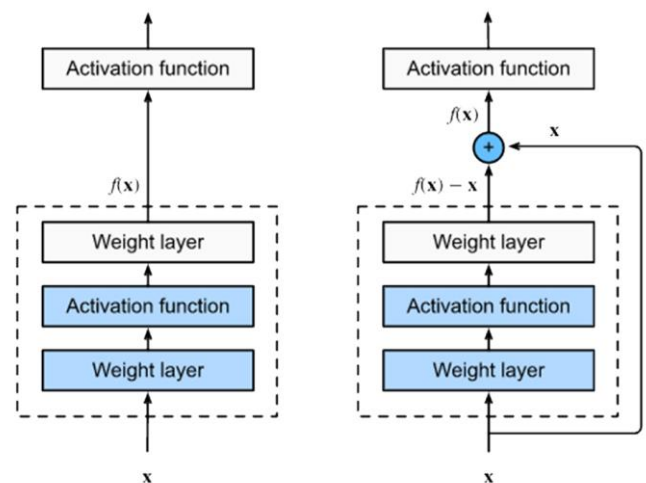 Activation function
f(x)
Weight layer
Activation function
Weight layer
x
Activation function
f(x)
x
+
f(x) − x
Weight layer
Activation function
Weight layer
x